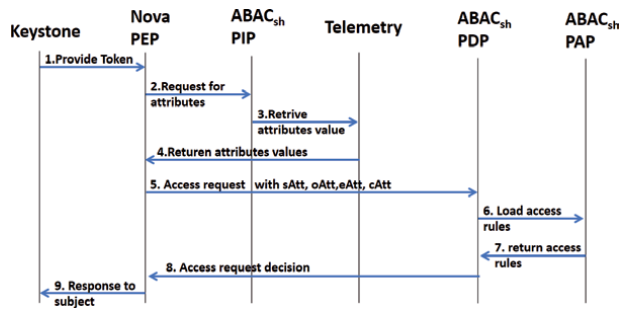 Keystone
Nova
PEP
ABACsh
PIP
Telemetry
ABACsh
PDP
ABACsh
PAP
1.Provide Token
2.Request for
attributes
3.Retrive
attributes value
4.Returen attributes values
5. Access request with sAtt, oAtt,eAtt, cAtt
6. Load access
rules
7. return access
rules
8. Access request decision
9. Response to
subject